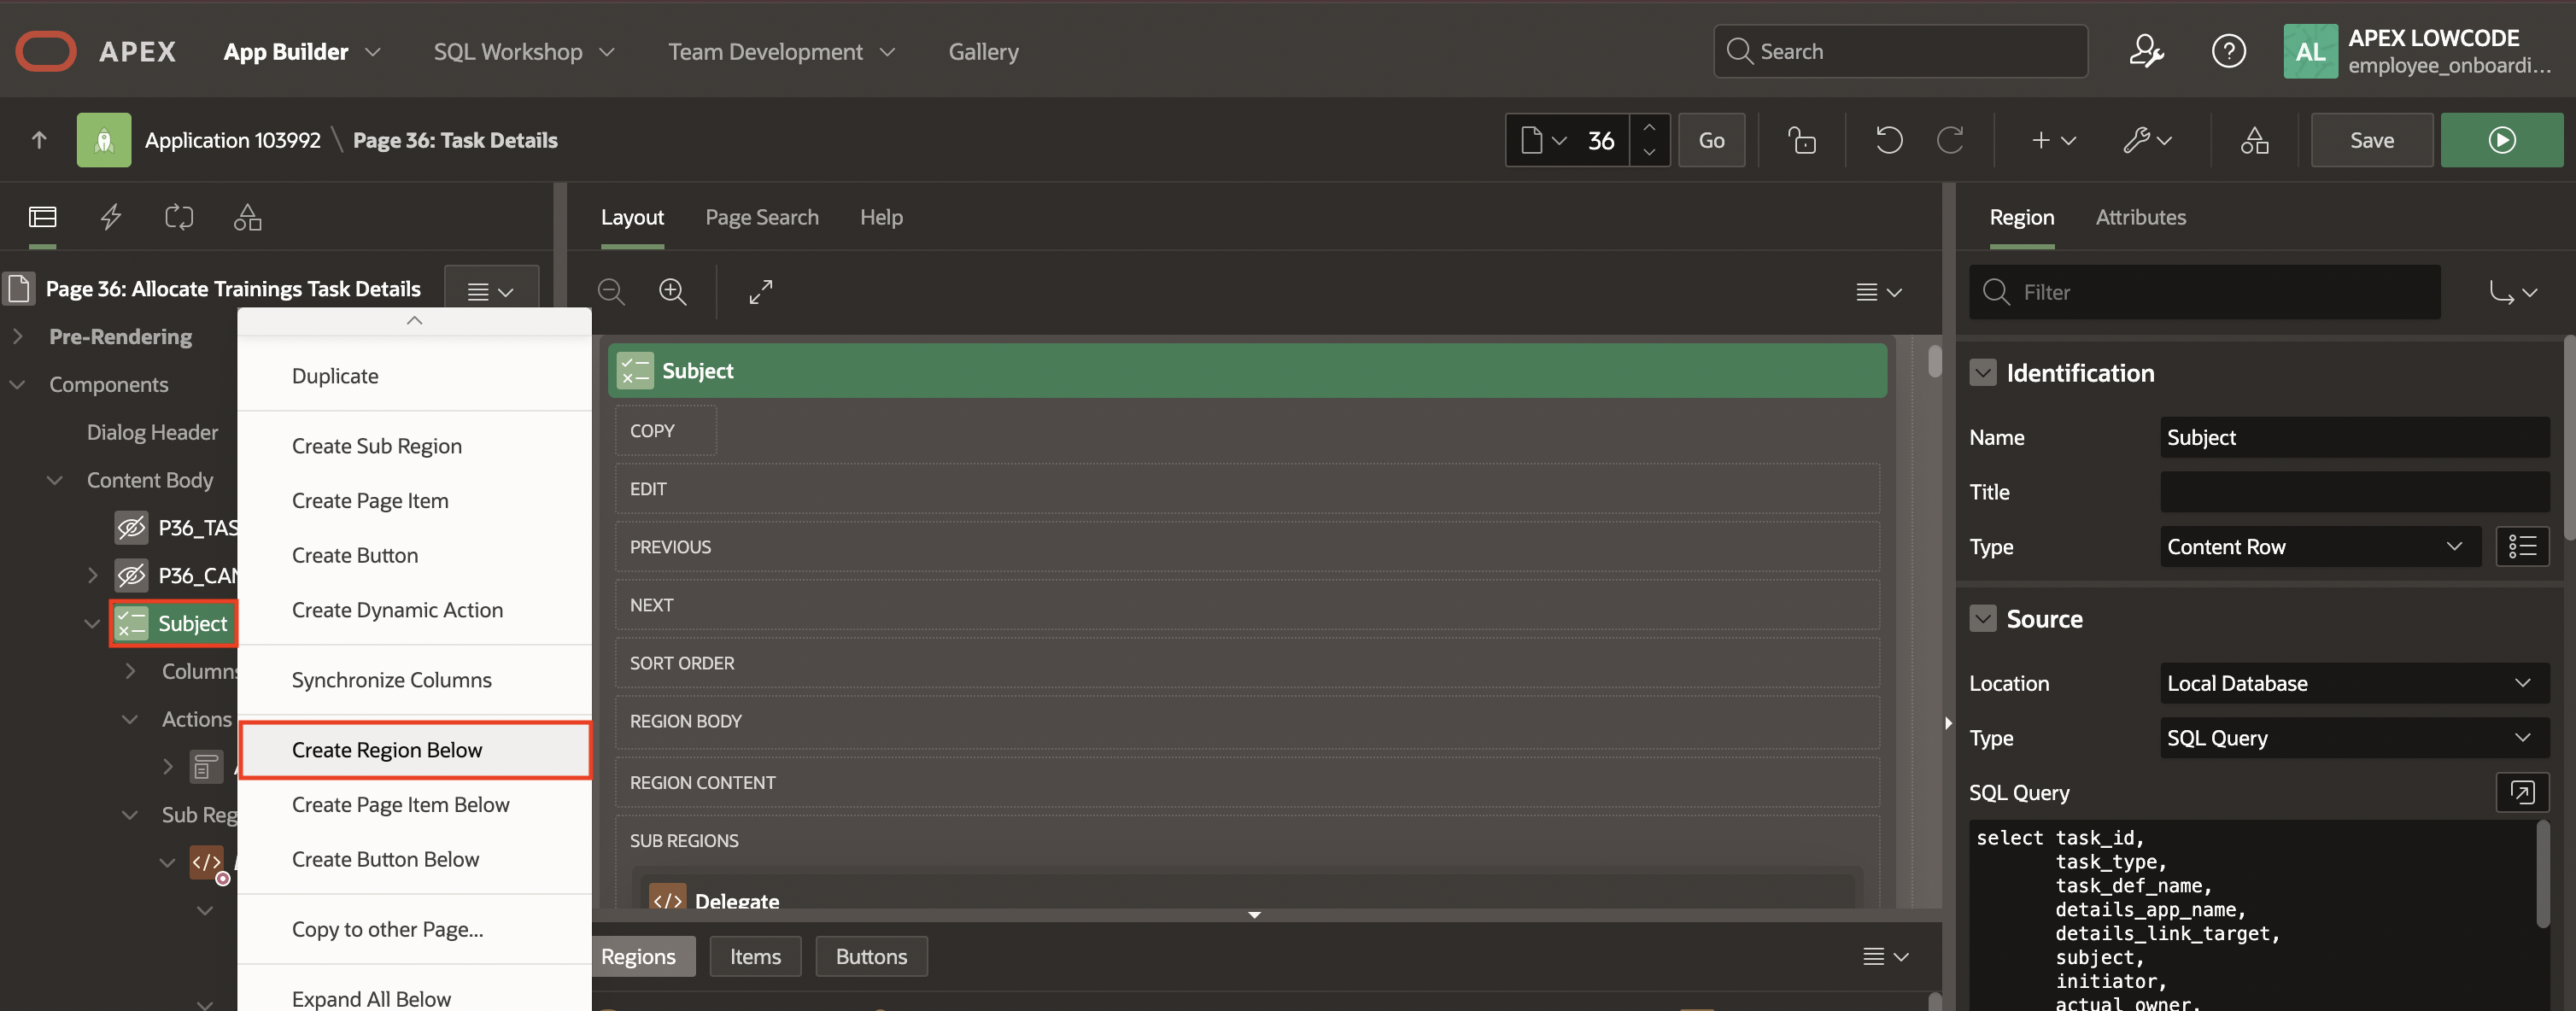 APEX
App Builder
SQL Workshop
Team Development
Gallery
Search
AL
APEX LOWCODE
employee_onboardi...
Application 103992 \ Page 36: Task Details
36
Go
Save
Layout
Page Search
Help
Region
Attributes
Page 36: Allocate Trainings Task Details
Filter
Pre-Rendering
Components
Dialog Header
Content Body
P36_TAS
P36_CAN
Subject
Columns
Actions
Sub Reg
Duplicate
Create Sub Region
Create Page Item
Create Button
Create Dynamic Action
Synchronize Columns
Create Region Below
Create Page Item Below
Create Button Below
Copy to other Page...
Expand All Below
Subject
COPY
EDIT
PREVIOUS
NEXT
SORT ORDER
REGION BODY
REGION CONTENT
SUB REGIONS
Delegate
Regions
Items
Buttons
Identification
Name
Subject
Title
Type
Content Row
Source
Location
Local Database
Type
SQL Query
SQL Query
select task_id,
task_type,
task_def_name,
details_app_name,
details_link_target,
subject,
initiator,
actual_owner,